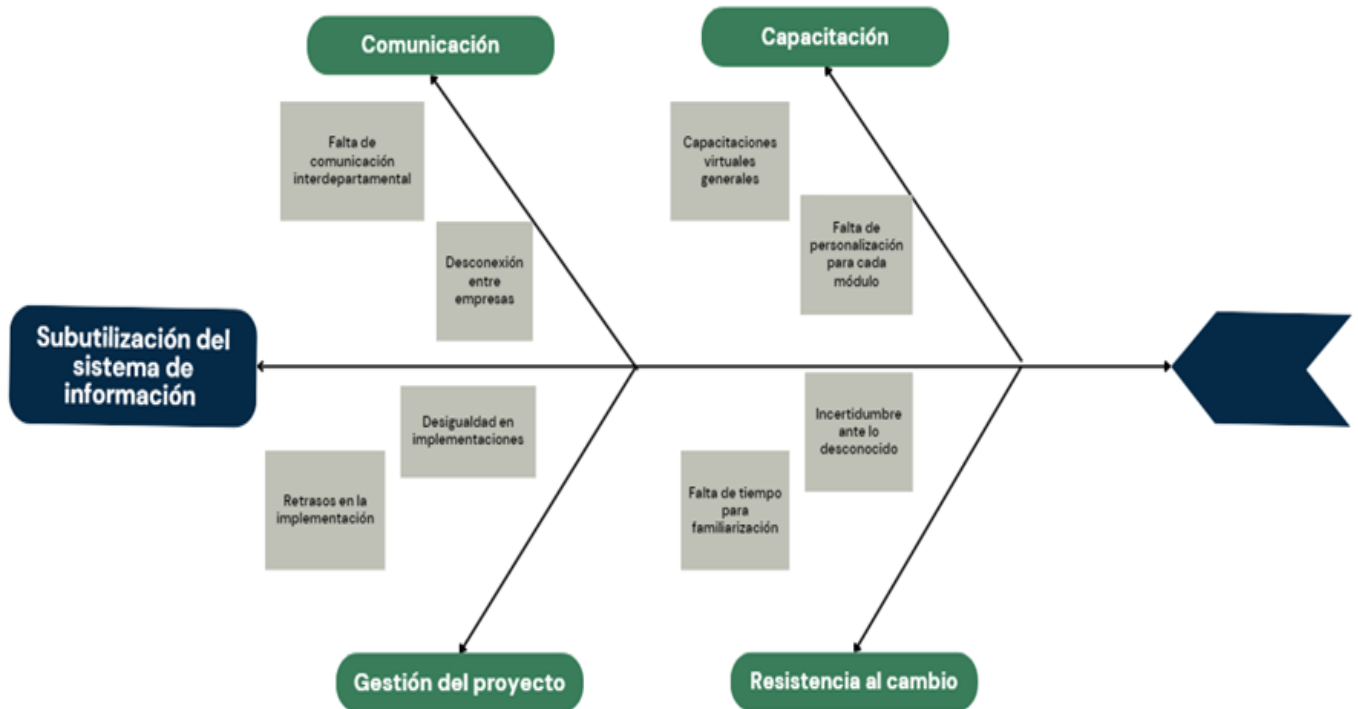 Comunicación
Capacitación
Falta de
comunicación
interdepartamental
Capacitaciones
virtuales
generales
Desconexión
entre
empresas
Falta de
personalización
para cada
módulo
Subutilización del
sistema de
información
Desigualdad en
implementaciones
Incertidumbre
ante lo
desconocido
Retrasos en la
implementación
Falta de tiempo
para
familiarización
Gestión del proyecto
Resistencia al cambio